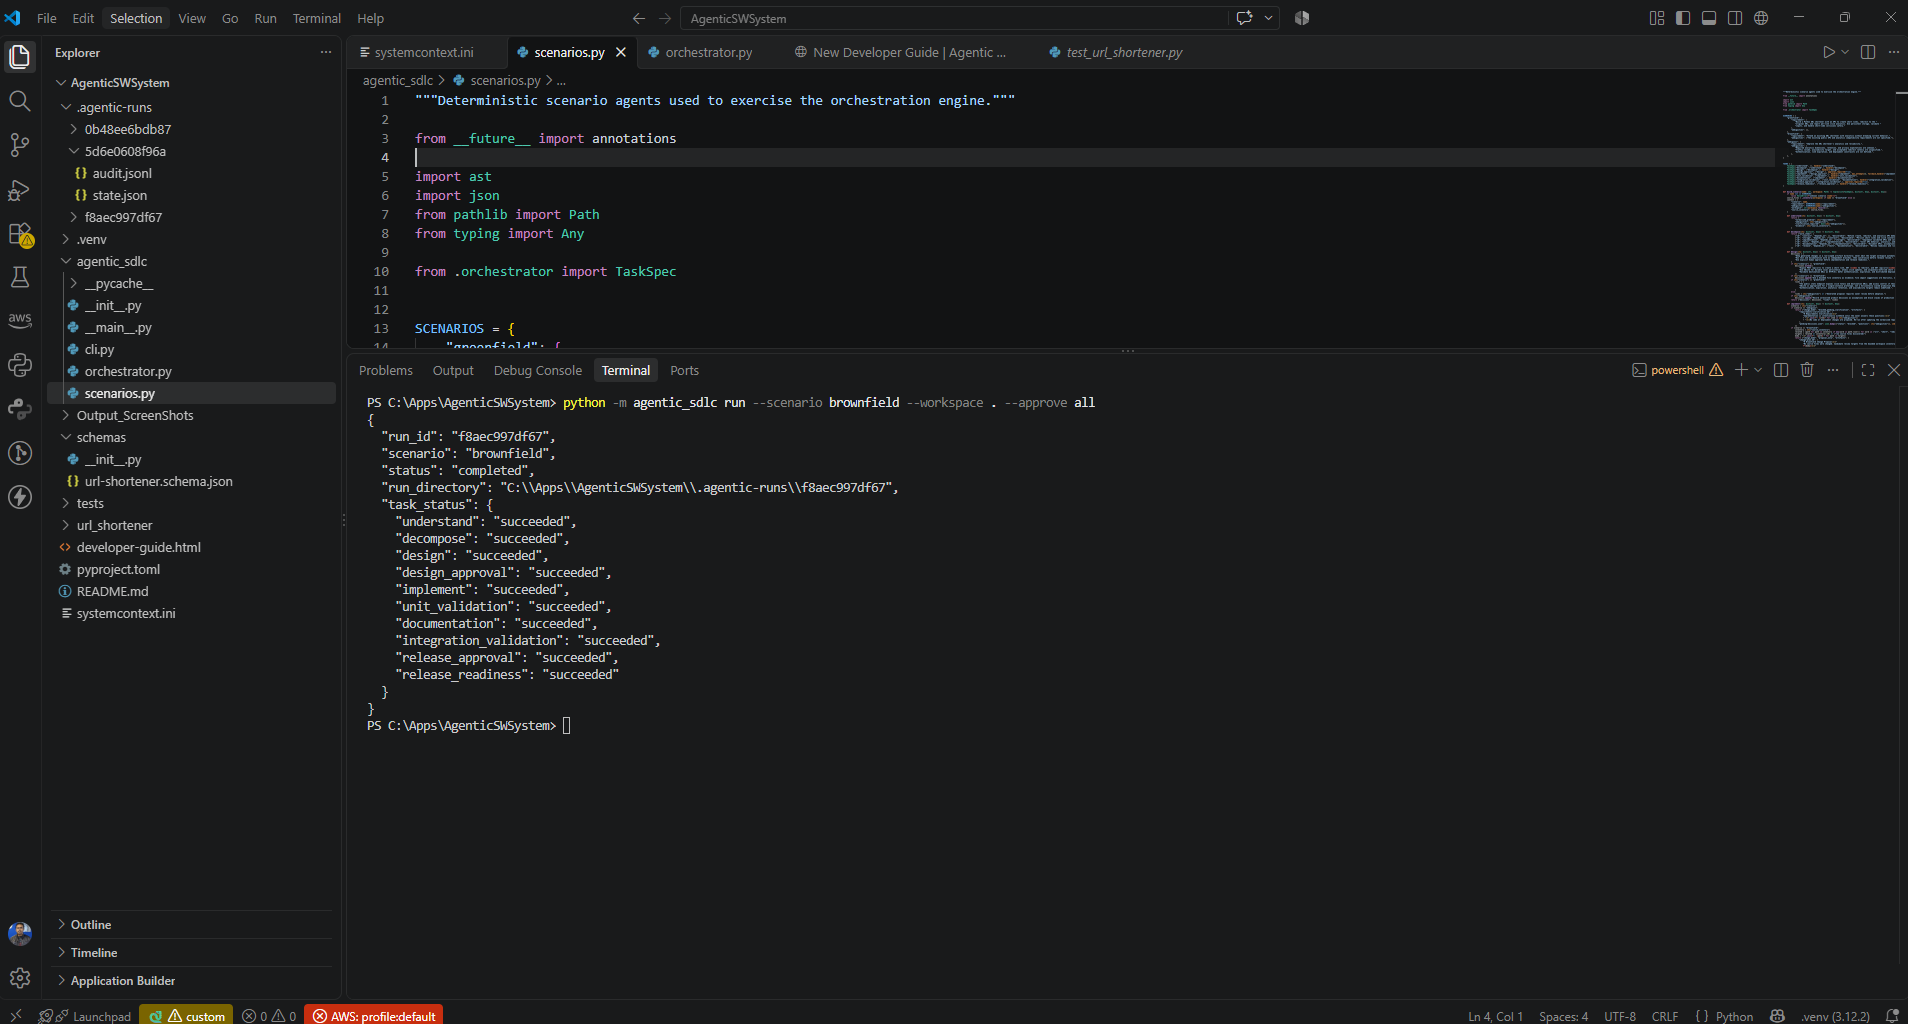 File Edit Selection View Go Run Terminal Help
AgenticSWSystem
Explorer
AgenticSWSystem
.agentic-runs
0b48ee6bdb87
5d6e0608f96a
audit.jsonl
state.json
f8aec997df67
.venv
agentic_sdlc
__pycache__
__init__.py
__main__.py
cli.py
orchestrator.py
scenarios.py
Output_ScreenShots
schemas
__init__.py
url-shortener.schema.json
tests
url_shortener
developer-guide.html
pyproject.toml
README.md
systemcontext.ini
Outline
Timeline
Application Builder
aws
systemcontext.ini scenarios.py orchestrator.py New Developer Guide | Agentic ... test_url_shortener.py
agentic_sdlc > scenarios.py > ...
1 """Deterministic scenario agents used to exercise the orchestration engine."""
2
3 from __future__ import annotations
4
5 import ast
6 import json
7 from pathlib import Path
8 from typing import Any
9
10 from .orchestrator import TaskSpec
11
12
13 SCENARIOS = {
14 "greenfield": {
Problems Output Debug Console Terminal Ports
powershell
PS C:\Apps\AgenticSWSystem> python -m agentic_sdlc run --scenario brownfield --workspace . --approve all
{
"run_id": "f8aec997df67",
"scenario": "brownfield",
"status": "completed",
"run_directory": "C:\\Apps\\AgenticSWSystem\\.agentic-runs\\f8aec997df67",
"task_status": {
"understand": "succeeded",
"decompose": "succeeded",
"design": "succeeded",
"design_approval": "succeeded",
"implement": "succeeded",
"unit_validation": "succeeded",
"documentation": "succeeded",
"integration_validation": "succeeded",
"release_approval": "succeeded",
"release_readiness": "succeeded"
}
}
PS C:\Apps\AgenticSWSystem>
Launchpad custom 0 0 AWS: profile:default Ln 4, Col 1 Spaces: 4 UTF-8 CRLF { } Python .venv (3.12.2)